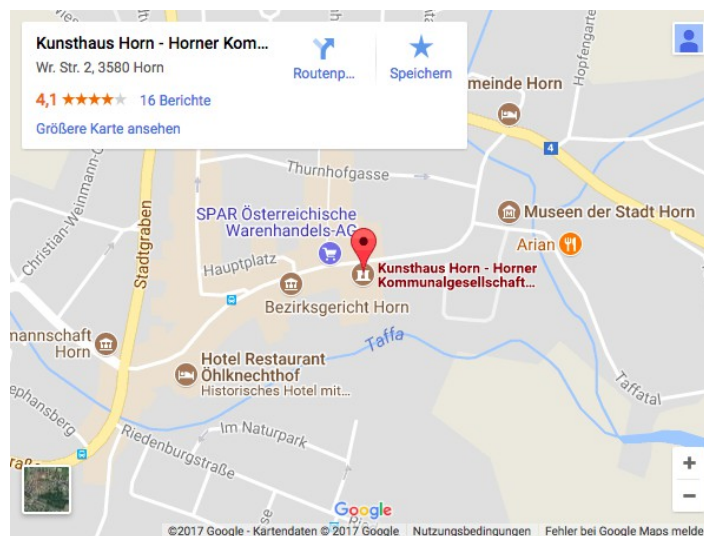 Kunsthaus Horn - Horner Kom...
Wr. Str. 2, 3580 Horn
4,1
16 Berichte
Größere Karte ansehen
Routenp...
Speichern
Hopfengarte
meinde Horn
4
Thurnhofgasse
Christian-Weinmann-G
Stadtgraben
SPAR Österreichische
Warenhandels-AG
Museen der Stadt Horn
Arian
Hauptplatz
Kunsthaus Horn - Horner
Kommunalgesellschaft...
Bezirksgericht Horn
mannschaft
Horn
Taffa
Hotel Restaurant
Öhlknechthof
Historisches Hotel mit...
Taffatal
ephansberg
Im Naturpark
Riedenburgstraße
raße
Google
©2017 Google - Kartendaten © 2017 Google
Nutzungsbedingungen
Fehler bei Google Maps melde